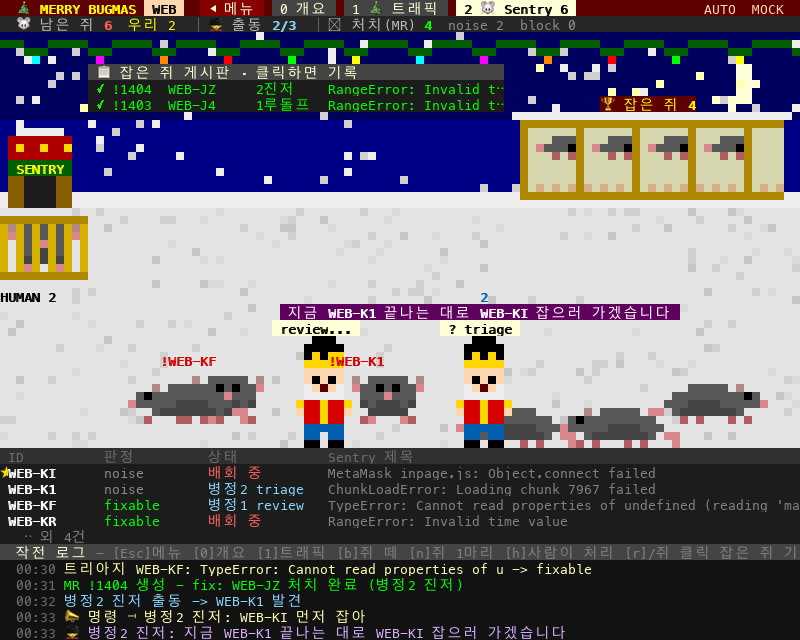 🎄 MERRY BUGMAS WEB ◂ 메뉴 0 개요 1 🎄 트래픽 2 🐭 Sentry 6 AUTO MOCK
🐭 남은 쥐 6 우리 2 | 출동 2/3 | 처치(MR) 4 noise 2 block 0
📋 잡은 쥐 게시판 · 클릭하면 기록
✓ !1404 WEB-JZ 2진저 RangeError: Invalid t··
✓ !1403 WEB-J4 1루돌프 RangeError: Invalid t··
🏆 잡은 쥐 4
SENTRY
HUMAN 2
2
지금 WEB-K1 끝나는 대로 WEB-KI 잡으러 가겠습니다
review... ? triage
!WEB-KF !WEB-K1
ID 판정 상태 Sentry 제목
★WEB-KI noise 배회 중 MetaMask inpage.js: Object.connect failed
WEB-K1 noise 병정2 triage ChunkLoadError: Loading chunk 7967 failed
WEB-KF fixable 병정1 review TypeError: Cannot read properties of undefined (reading 'ma
WEB-KR fixable 배회 중 RangeError: Invalid time value
·· 외 4건
작전 로그 — [Esc]메뉴 [0]개요 [1]트래픽 [b]쥐 떼 [n]쥐 1마리 [h]사람이 처리 [r]/쥐 클릭 잡은 쥐 기
00:30 트리아지 WEB-KF: TypeError: Cannot read properties of u -> fixable
00:31 MR !1404 생성 — fix: WEB-JZ 처치 완료 (병정2 진저)
00:32 병정2 진저 출동 -> WEB-K1 발견
00:33 📣 명령 → 병정2 진저: WEB-KI 먼저 잡아
00:33 병정2 진저: 지금 WEB-K1 끝나는 대로 WEB-KI 잡으러 가겠습니다